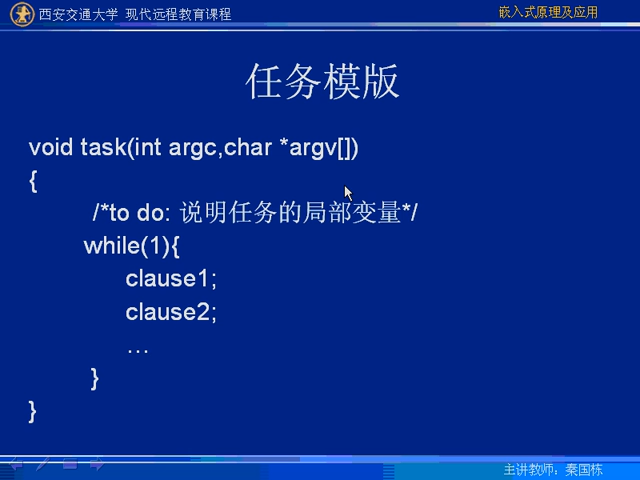 西安交通大学 现代远程教育课程
嵌入式原理及应用
任务模版
void task(int argc,char *argv[])
{
/*to do: 说明任务的局部变量*/
while(1){
clause1;
clause2;
…
}
}
主讲教师：秦国栋